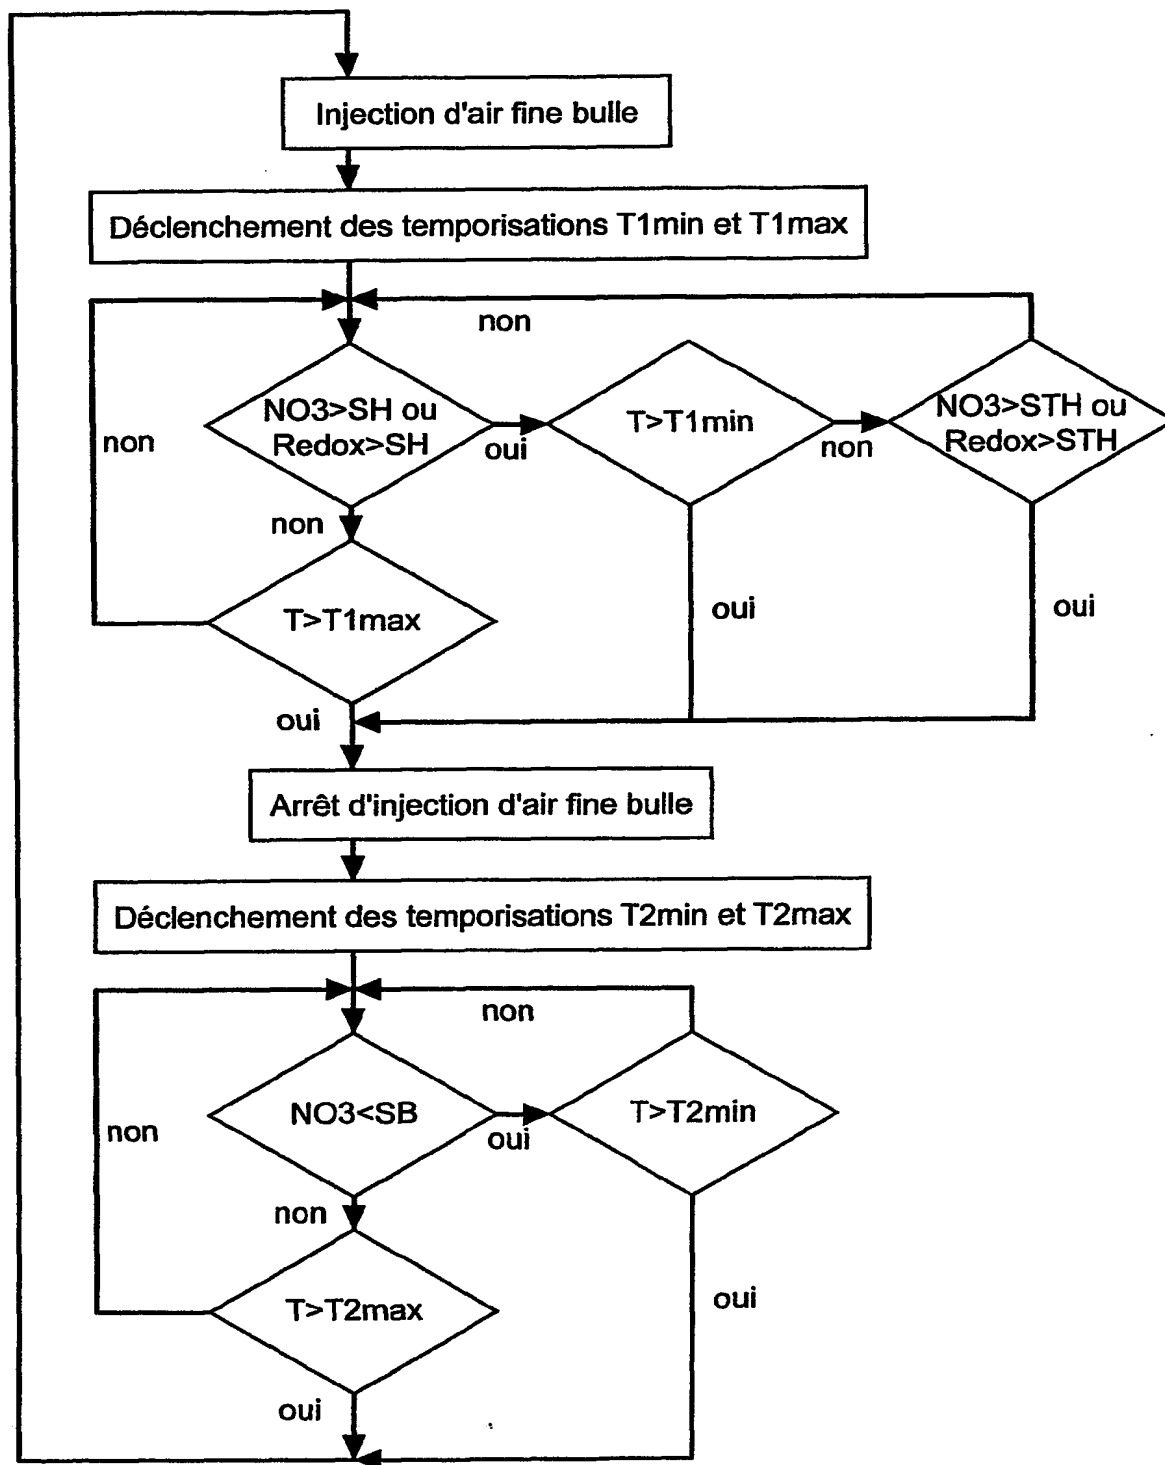 Injection d'air fine bulle
Déclenchement des temporisations T1min et T1max
non
NO3>SH ou
Redox>SH
oui
T>T1min
non
NO3>STH ou
Redox>STH
non
non
T>T1max
oui
oui
oui
Arrêt d'injection d'air fine bulle
Déclenchement des temporisations T2min et T2max
non
NO3<SB
oui
T>T2min
non
non
T>T2max
oui
oui